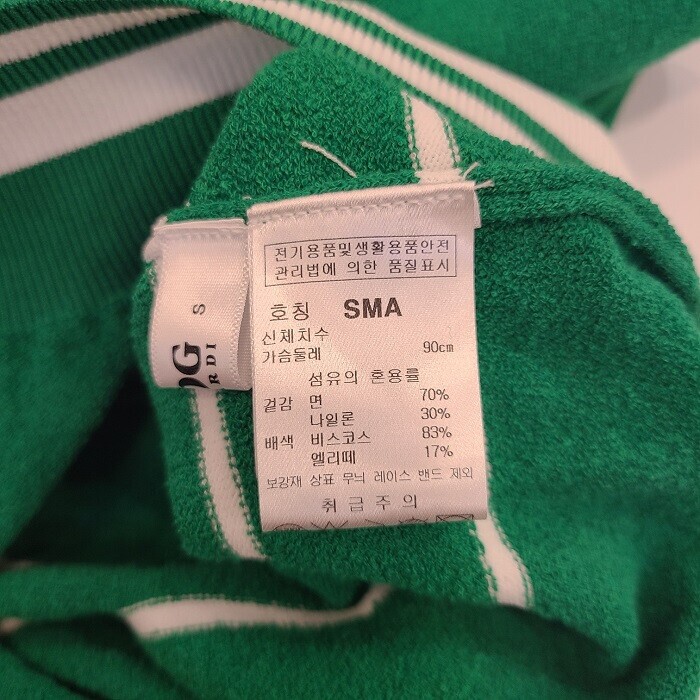 전기용품및생활용품안전
관리법에 의한 품질표시
호칭 SMA
신체치수
가슴둘레 90cm
섬유의 혼용률
겉감 면 70%
나일론 30%
배색 비스코스 83%
엘리떼 17%
보강재 상표 무늬 레이스 밴드 제외
취급주의
S
OG
RDI